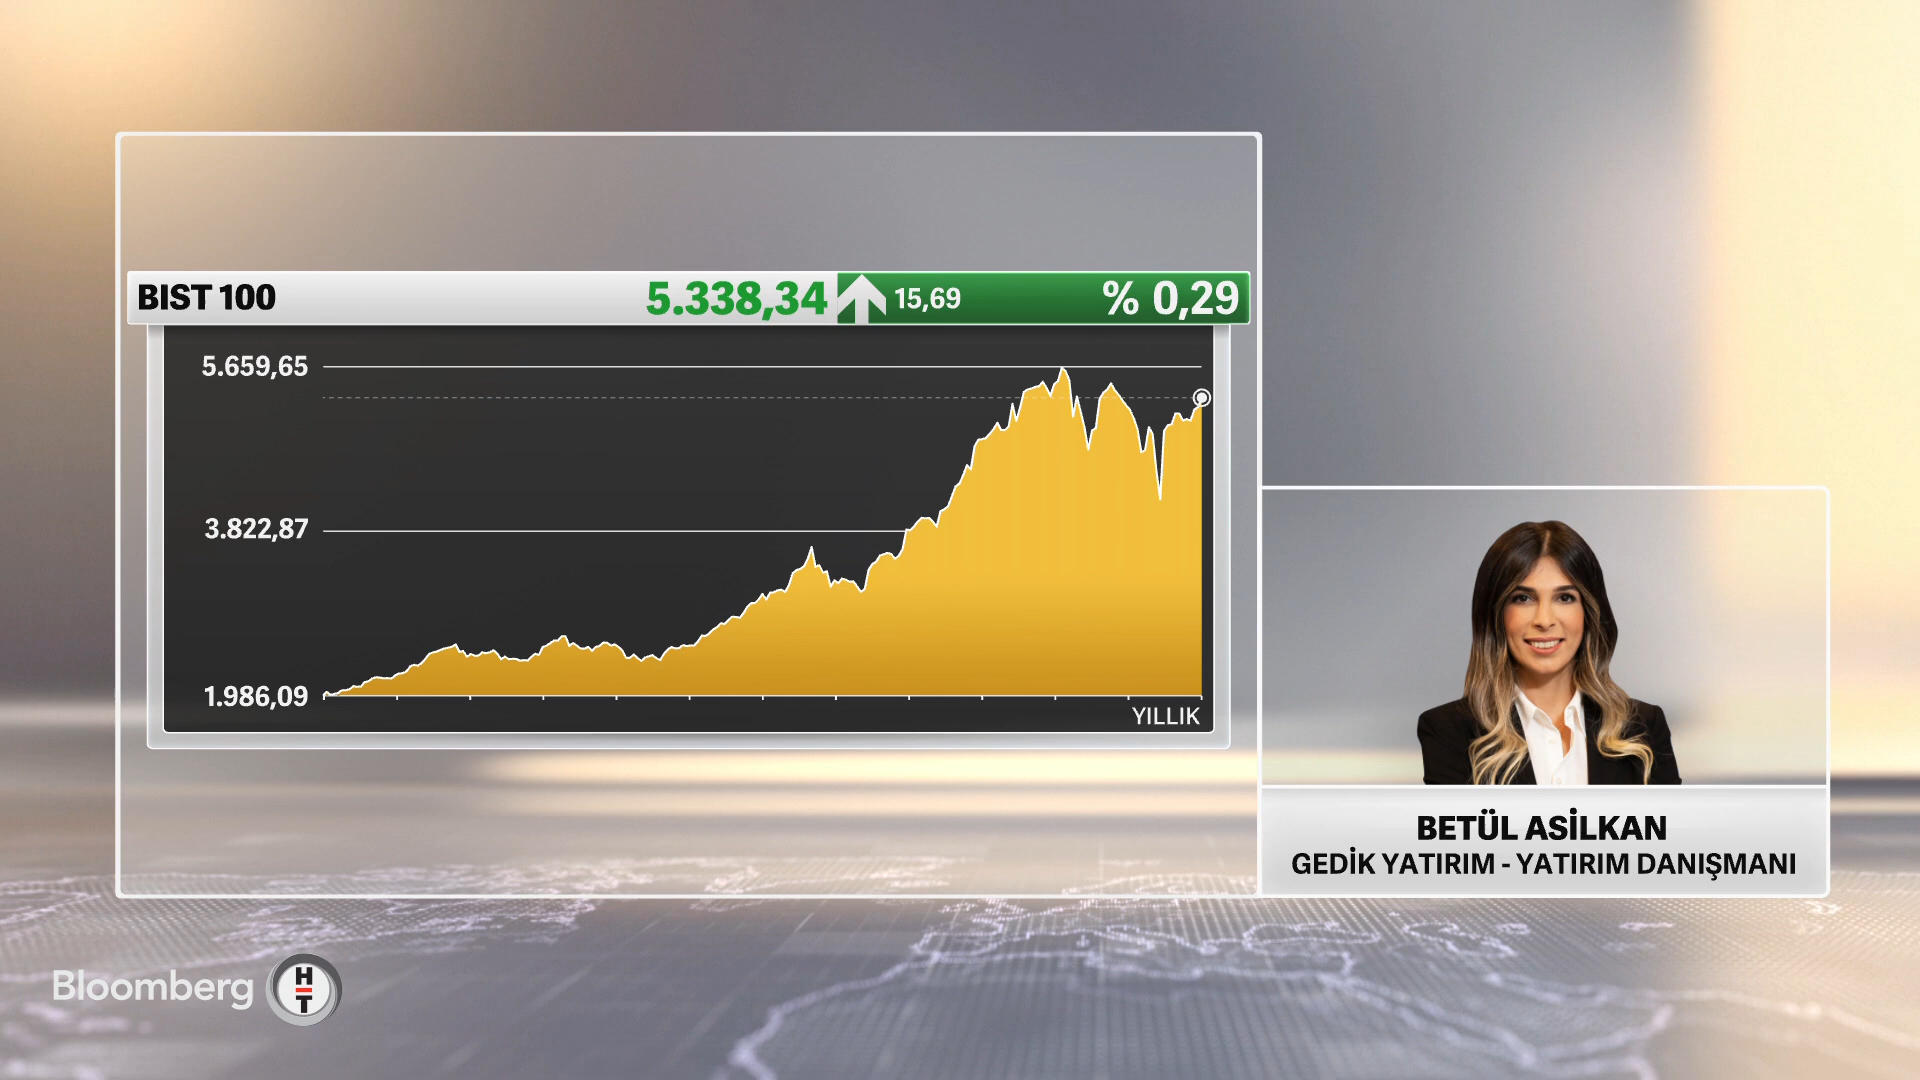 BIST 100 5.338,34 15,69 % 0,29
5.659,65
3.822,87
1.986,09
YILLIK
BETÜL ASİLKAN
GEDİK YATIRIM - YATIRIM DANIŞMANI
Bloomberg HT